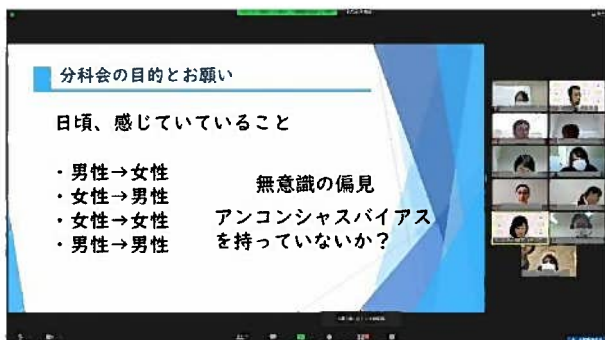 分科会の目的とお願い
日頃、感じていていること
・男性→女性
・女性→男性
・女性→女性
・男性→男性
無意識の偏見
アンコンシャスバイアス
を持っていないか？